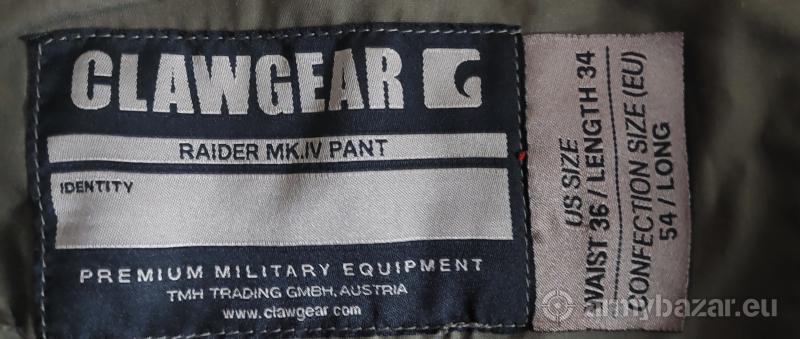 CLAWGEAR
RAIDER MK.IV PANT
IDENTITY
PREMIUM MILITARY EQUIPMENT
TMH TRADING GMBH, AUSTRIA
www.clawgear.com
US SIZE
WAIST 36 / LENGTH 34
CONFECTION SIZE (EU)
54 / LONG
armybazar.eu